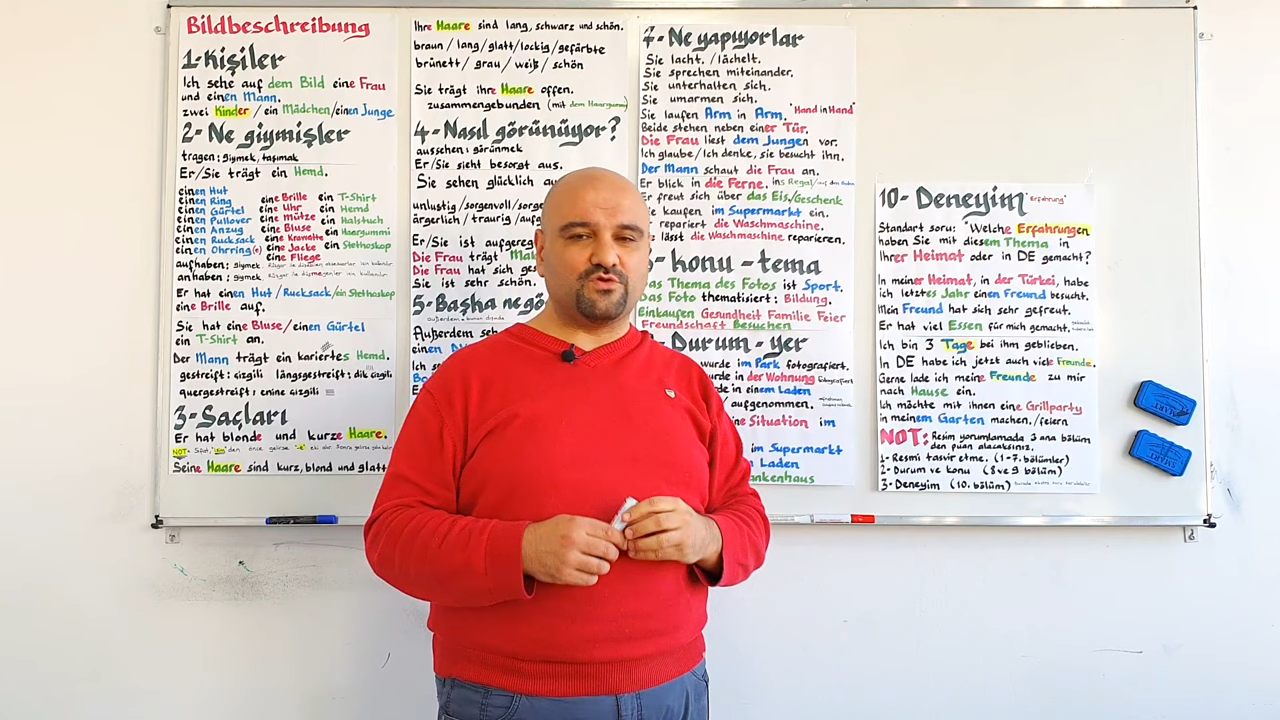 Bildbeschreibung
1-Kişiler
Ich sehe auf dem Bild eine Frau
und einen Mann.
zwei Kinder / ein Mädchen/einen Junge
2- Ne giymişler
tragen: giymek, taşımak
Er/Sie trägt ein Hemd.
einen Hut
einen Ring eine Brille ein T-Shirt
einen Gürtel eine Uhr ein Hemd
einen Pullover eine mütze ein Halstuch
einen Anzug eine Bluse ein Haargummi
einen Rucksack eine Krawatte ein Stethoskop
einen Ohrring(e) eine Jacke
eine Fliege
aufhaben: giymek.
anhaben: giymek.
Er hat einen Hut / Rucksack/ein Stethoskop
eine Brille auf.
Sie hat eine Bluse/einen Gürtel
ein T-Shirt an.
Der Mann trägt ein kariertes Hemd.
gestreift: çizgili längsgestreift: dik çizgili
quergestreift: enine çizgili
3-Saçları
Er hat blonde und kurze Haare.
Seine Haare sind kurz, blond und glatt
Ihre Haare sind lang, schwarz und schön.
braun / lang/glatt/lockig/gefärbte
brünett / grau / weiß / schön
Sie trägt ihre Haare offen.
zusammengebunden (mit dem Haargummi)
4-Nasıl görünüyor?
aussehen: görünmek
Er/Sie sieht besorgt aus.
Sie sehen glücklich
unlustig/sorgenvoll
ärgerlich / traurig
Er/Sie ist
Die Frau trägt
Die Frau hat sich
Sie ist sehr schön.
5-Başka ne
Außerdem
einen
Ich
7-Ne yapıyorlar
Sie lacht. /lächelt.
Sie sprechen miteinander.
Sie unterhalten sich.
Sie umarmen sich.
Sie laufen Arm in Arm. "Hand in Hand"
Beide stehen neben einer Tür.
Die Frau liest dem Jungen vor.
Ich glaube/Ich denke, sie besucht ihn.
Der Mann schaut die Frau an.
Er blick in die Ferne. ins Regal
freut sich über das Eis/Geschenk
kaufen im Supermarkt ein.
repariert die Waschmaschine.
lässt die Waschmaschine reparieren.
konu - tema
Das Thema des Fotos ist Sport.
Das Foto thematisiert: Bildung.
Einkaufen Gesundheit Familie Feier
Freundschaft Besuchen
Durum - yer
wurde im Park fotografiert.
in der Wohnung
in einem Laden
/ aufgenommen.
Situation im
im Supermarkt
Laden
10- Deneyim "Erfahrung"
Standart soru: "Welche Erfahrungen
haben Sie mit diesem Thema in
Ihrer Heimat oder in DE gemacht?
In meiner Heimat, in der Türkei, habe
ich letztes Jahr einen Freund besucht.
Mein Freund hat sich sehr gefreut.
Er hat viel Essen für mich gemacht.
Ich bin 3 Tage bei ihm geblieben.
In DE habe ich jetzt auch viele Freunde.
Gerne lade ich meine Freunde zu mir
nach Hause ein.
Ich möchte mit ihnen eine Grillparty
in meinem Garten machen./feiern
NOT: Resim yorumlamada 3 ana bölüm
den puan alacaksınız.
1- Resmi tasvir etme. (1-7.bölümler)
2- Durum ve konu (8 ve 9 bölüm)
3-Deneyim (10. bölüm)
SMART
SMART